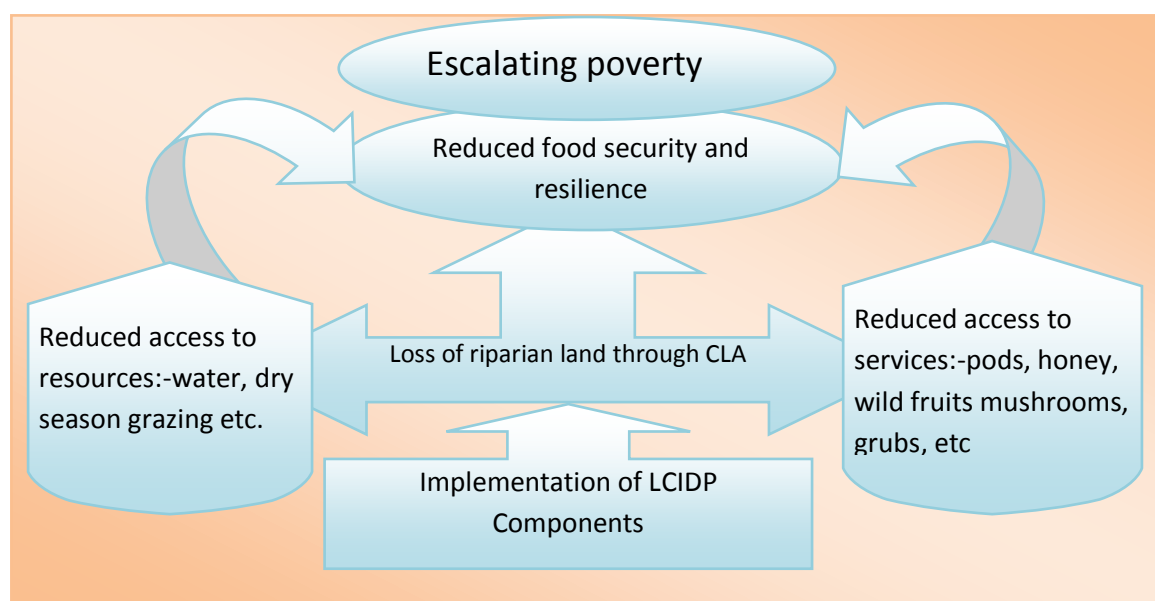 Escalating poverty
Reduced food security and
resilience
Reduced access to
resources:-water, dry
season grazing etc.
Loss of riparian land through CLA
Reduced access to
services:-pods, honey,
wild fruits mushrooms,
grubs, etc
Implementation of LCIDP
Components